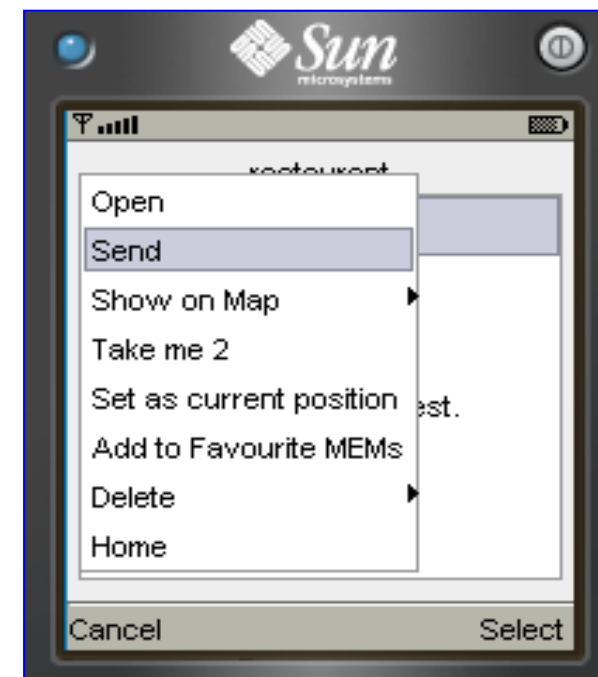 Sun
microsystems
restaurant
Open
Send
Show on Map
Take me 2
Set as current position
est.
Add to Favourite MEMs
Delete
Home
Cancel
Select